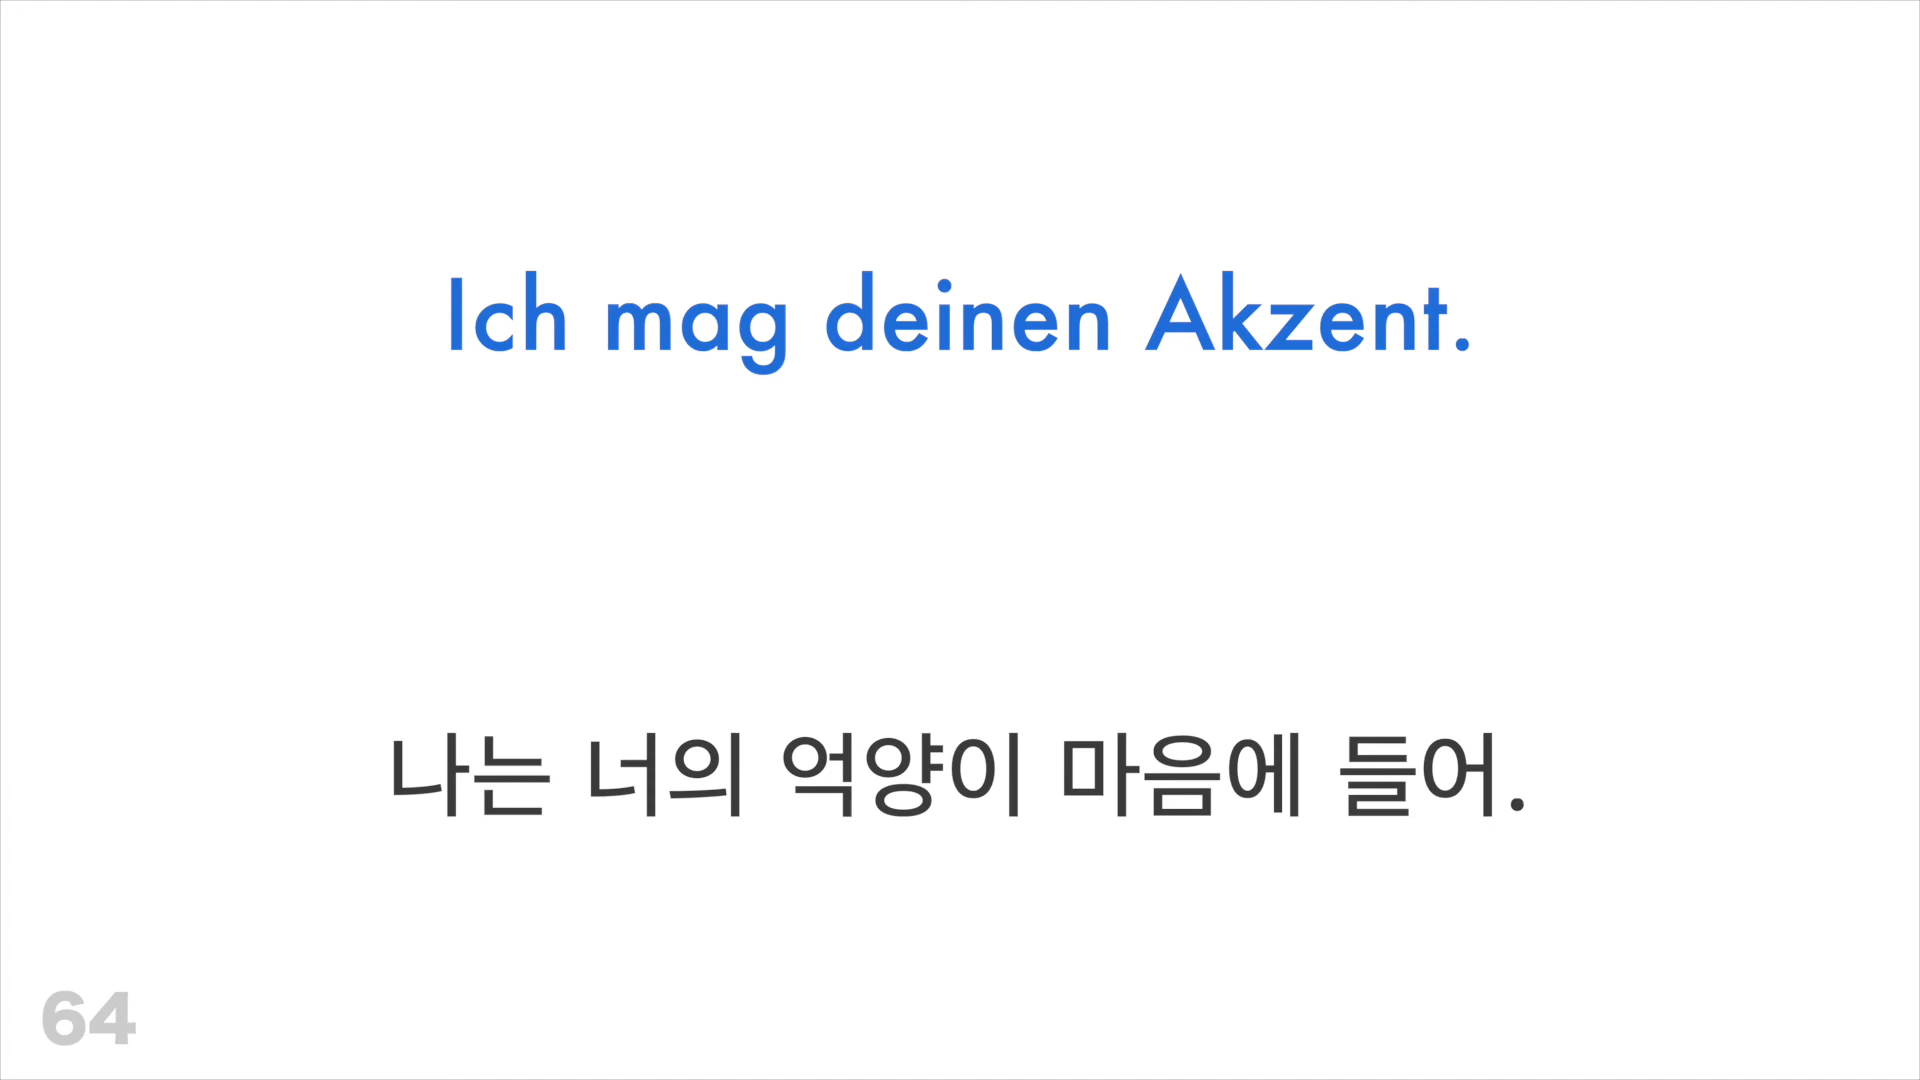 Ich mag deinen Akzent.
나는 너의 억양이 마음에 들어.
64